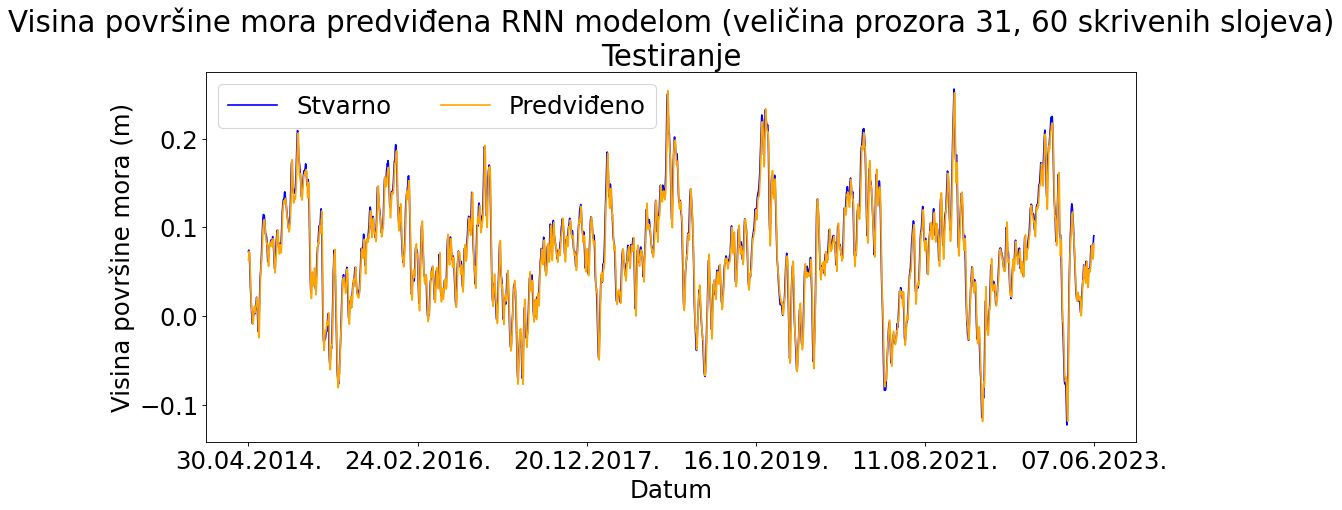 Visina površine mora predviđena RNN modelom (veličina prozora 31, 60 skrivenih slojeva)
Testiranje
Stvarno Predviđeno
Visina površine mora (m)
0.2
0.1
0.0
−0.1
30.04.2014. 24.02.2016. 20.12.2017. 16.10.2019. 11.08.2021. 07.06.2023.
Datum